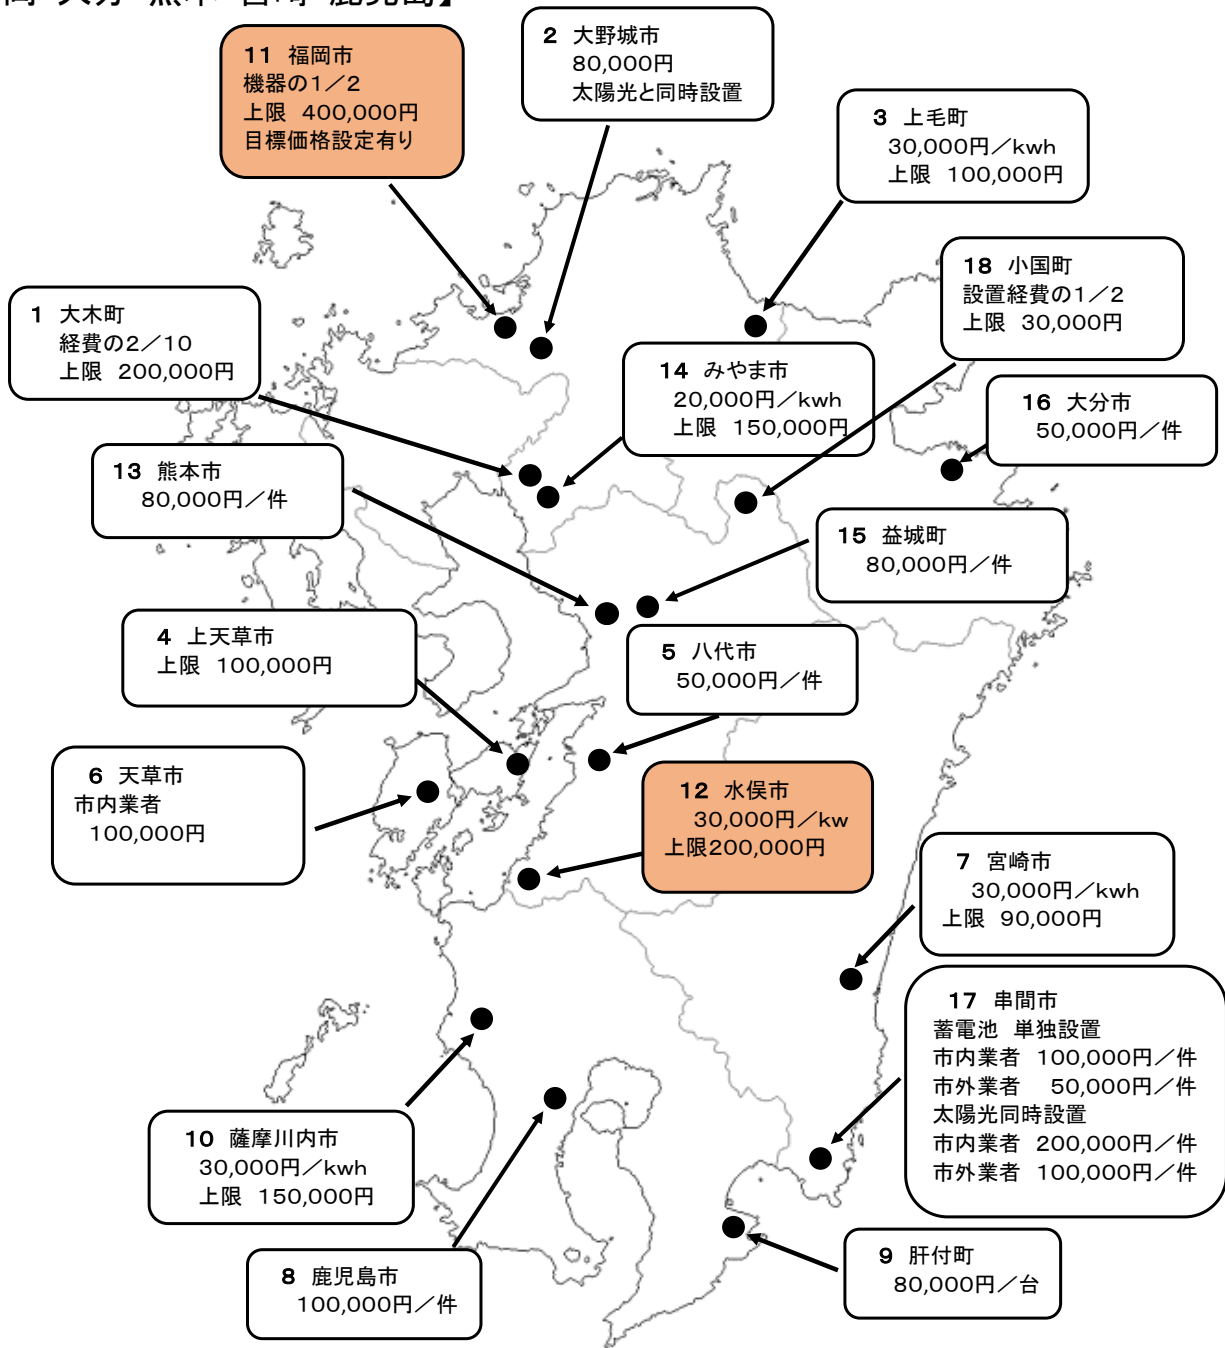 11 福岡市
機器の1／2
上限 400,000円
目標価格設定有り
2 大野城市
80,000円
太陽光と同時設置
3 上毛町
30,000円／kwh
上限 100,000円
18 小国町
設置経費の1／2
上限 30,000円
1 大木町
経費の2／10
上限 200,000円
14 みやま市
20,000円／kwh
上限 150,000円
16 大分市
50,000円／件
13 熊本市
80,000円／件
15 益城町
80,000円／件
4 上天草市
上限 100,000円
5 八代市
50,000円／件
6 天草市
市内業者
100,000円
12 水俣市
30,000円／kw
上限200,000円
7 宮崎市
30,000円／kwh
上限 90,000円
17 串間市
蓄電池 単独設置
市内業者 100,000円／件
市外業者 50,000円／件
太陽光同時設置
市内業者 200,000円／件
市外業者 100,000円／件
10 薩摩川内市
30,000円／kwh
上限 150,000円
8 鹿児島市
100,000円／件
9 肝付町
80,000円／台